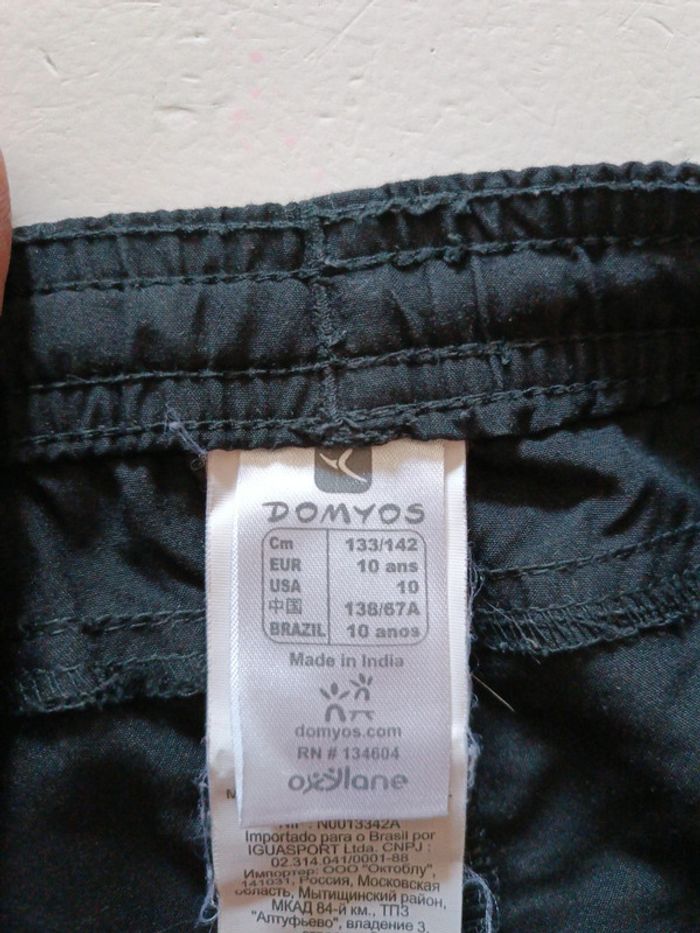 DOMYOS
Cm 133/142
EUR 10 ans
USA 10
中国 138/67A
BRAZIL 10 anos
Made in India
domyos.com
RN # 134604
oxylane
NIF : N0013342A
Importado para o Brasil por
IGUASPORT Ltda. CNPJ :
02.314.041/0001-88
Импортер: ООО "Октоблу",
141031, Россия, Московская
область, Мытищинский район,
МКАД 84-й км., ТПЗ
"Алтуфьево", владение 3,